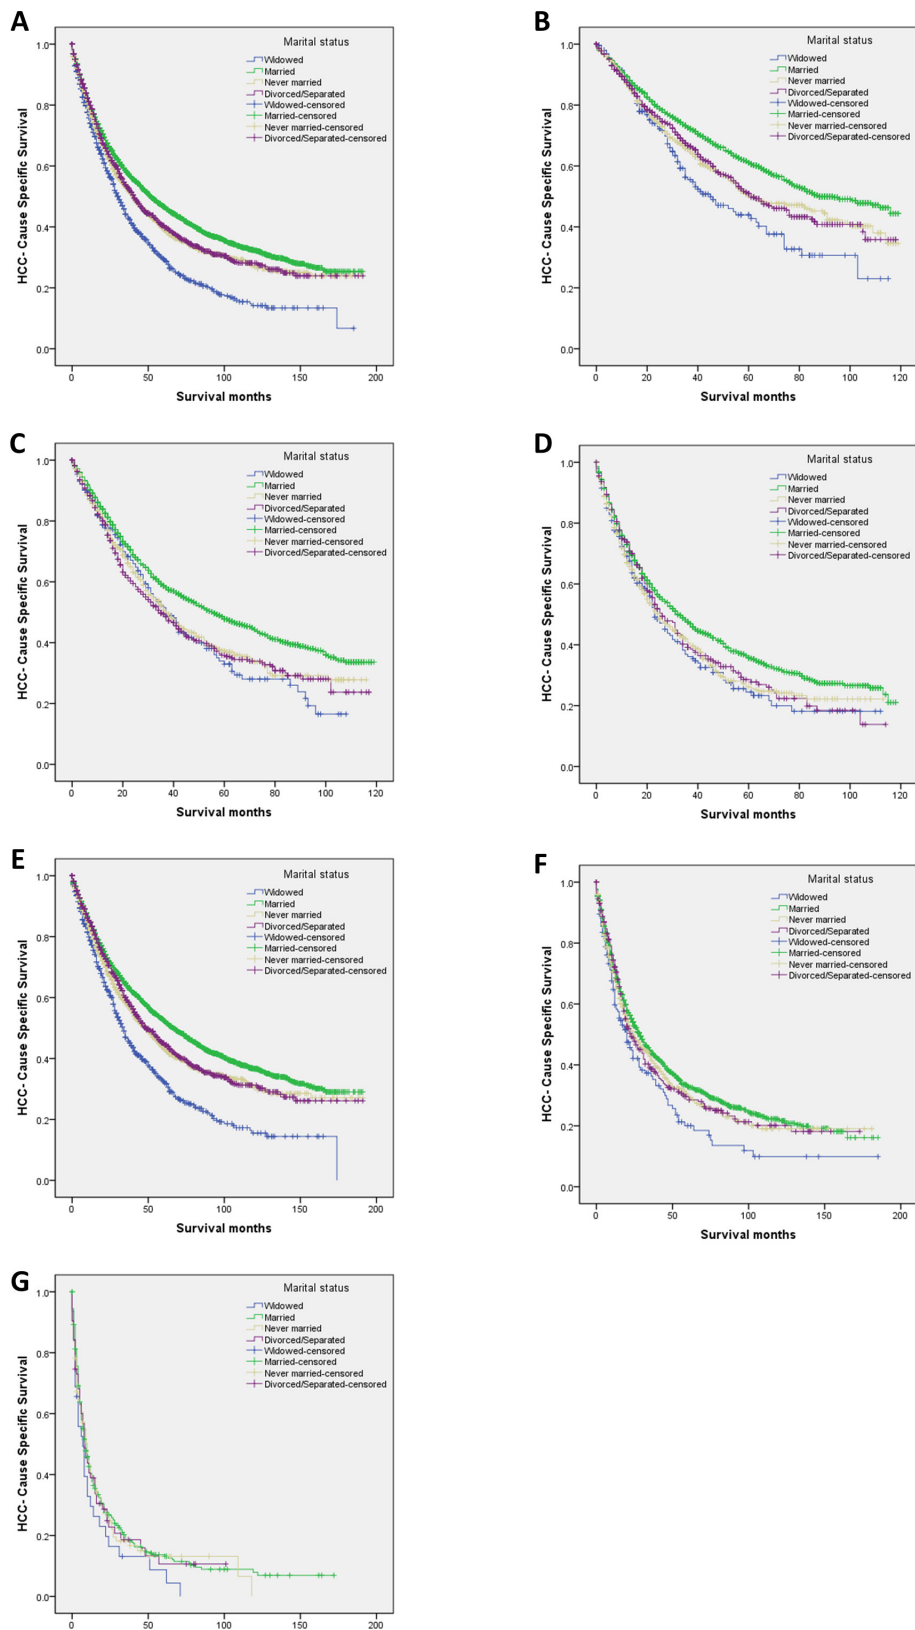 A
Marital status
Widowed
Married
Never married
Divorced/Separated
Widowed-censored
Married-censored
Never married-censored
Divorced/Separated-censored
HCC- Cause Specific Survival
1.0
0.8
0.6
0.4
0.2
0.0
0 50 100 150 200
Survival months
B
Marital status
Widowed
Married
Never married
Divorced/Separated
Widowed-censored
Married-censored
Never married-censored
Divorced/Separated-censored
HCC- Cause Specific Survival
1.0
0.8
0.6
0.4
0.2
0.0
0 20 40 60 80 100 120
Survival months
C
Marital status
Widowed
Married
Never married
Divorced/Separated
Widowed-censored
Married-censored
Never married-censored
Divorced/Separated-censored
HCC- Cause Specific Survival
1.0
0.8
0.6
0.4
0.2
0.0
0 20 40 60 80 100 120
Survival months
D
Marital status
Widowed
Married
Never married
Divorced/Separated
Widowed-censored
Married-censored
Never married-censored
Divorced/Separated-censored
HCC- Cause Specific Survival
1.0
0.8
0.6
0.4
0.2
0.0
0 20 40 60 80 100 120
Survival months
E
Marital status
Widowed
Married
Never married
Divorced/Separated
Widowed-censored
Married-censored
Never married-censored
Divorced/Separated-censored
HCC- Cause Specific Survival
1.0
0.8
0.6
0.4
0.2
0.0
0 50 100 150 200
Survival months
F
Marital status
Widowed
Married
Never married
Divorced/Separated
Widowed-censored
Married-censored
Never married-censored
Divorced/Separated-censored
HCC- Cause Specific Survival
1.0
0.8
0.6
0.4
0.2
0.0
0 50 100 150 200
Survival months
G
Marital status
Widowed
Married
Never married
Divorced/Separated
Widowed-censored
Married-censored
Never married-censored
Divorced/Separated-censored
HCC- Cause Specific Survival
1.0
0.8
0.6
0.4
0.2
0.0
0 50 100 150 200